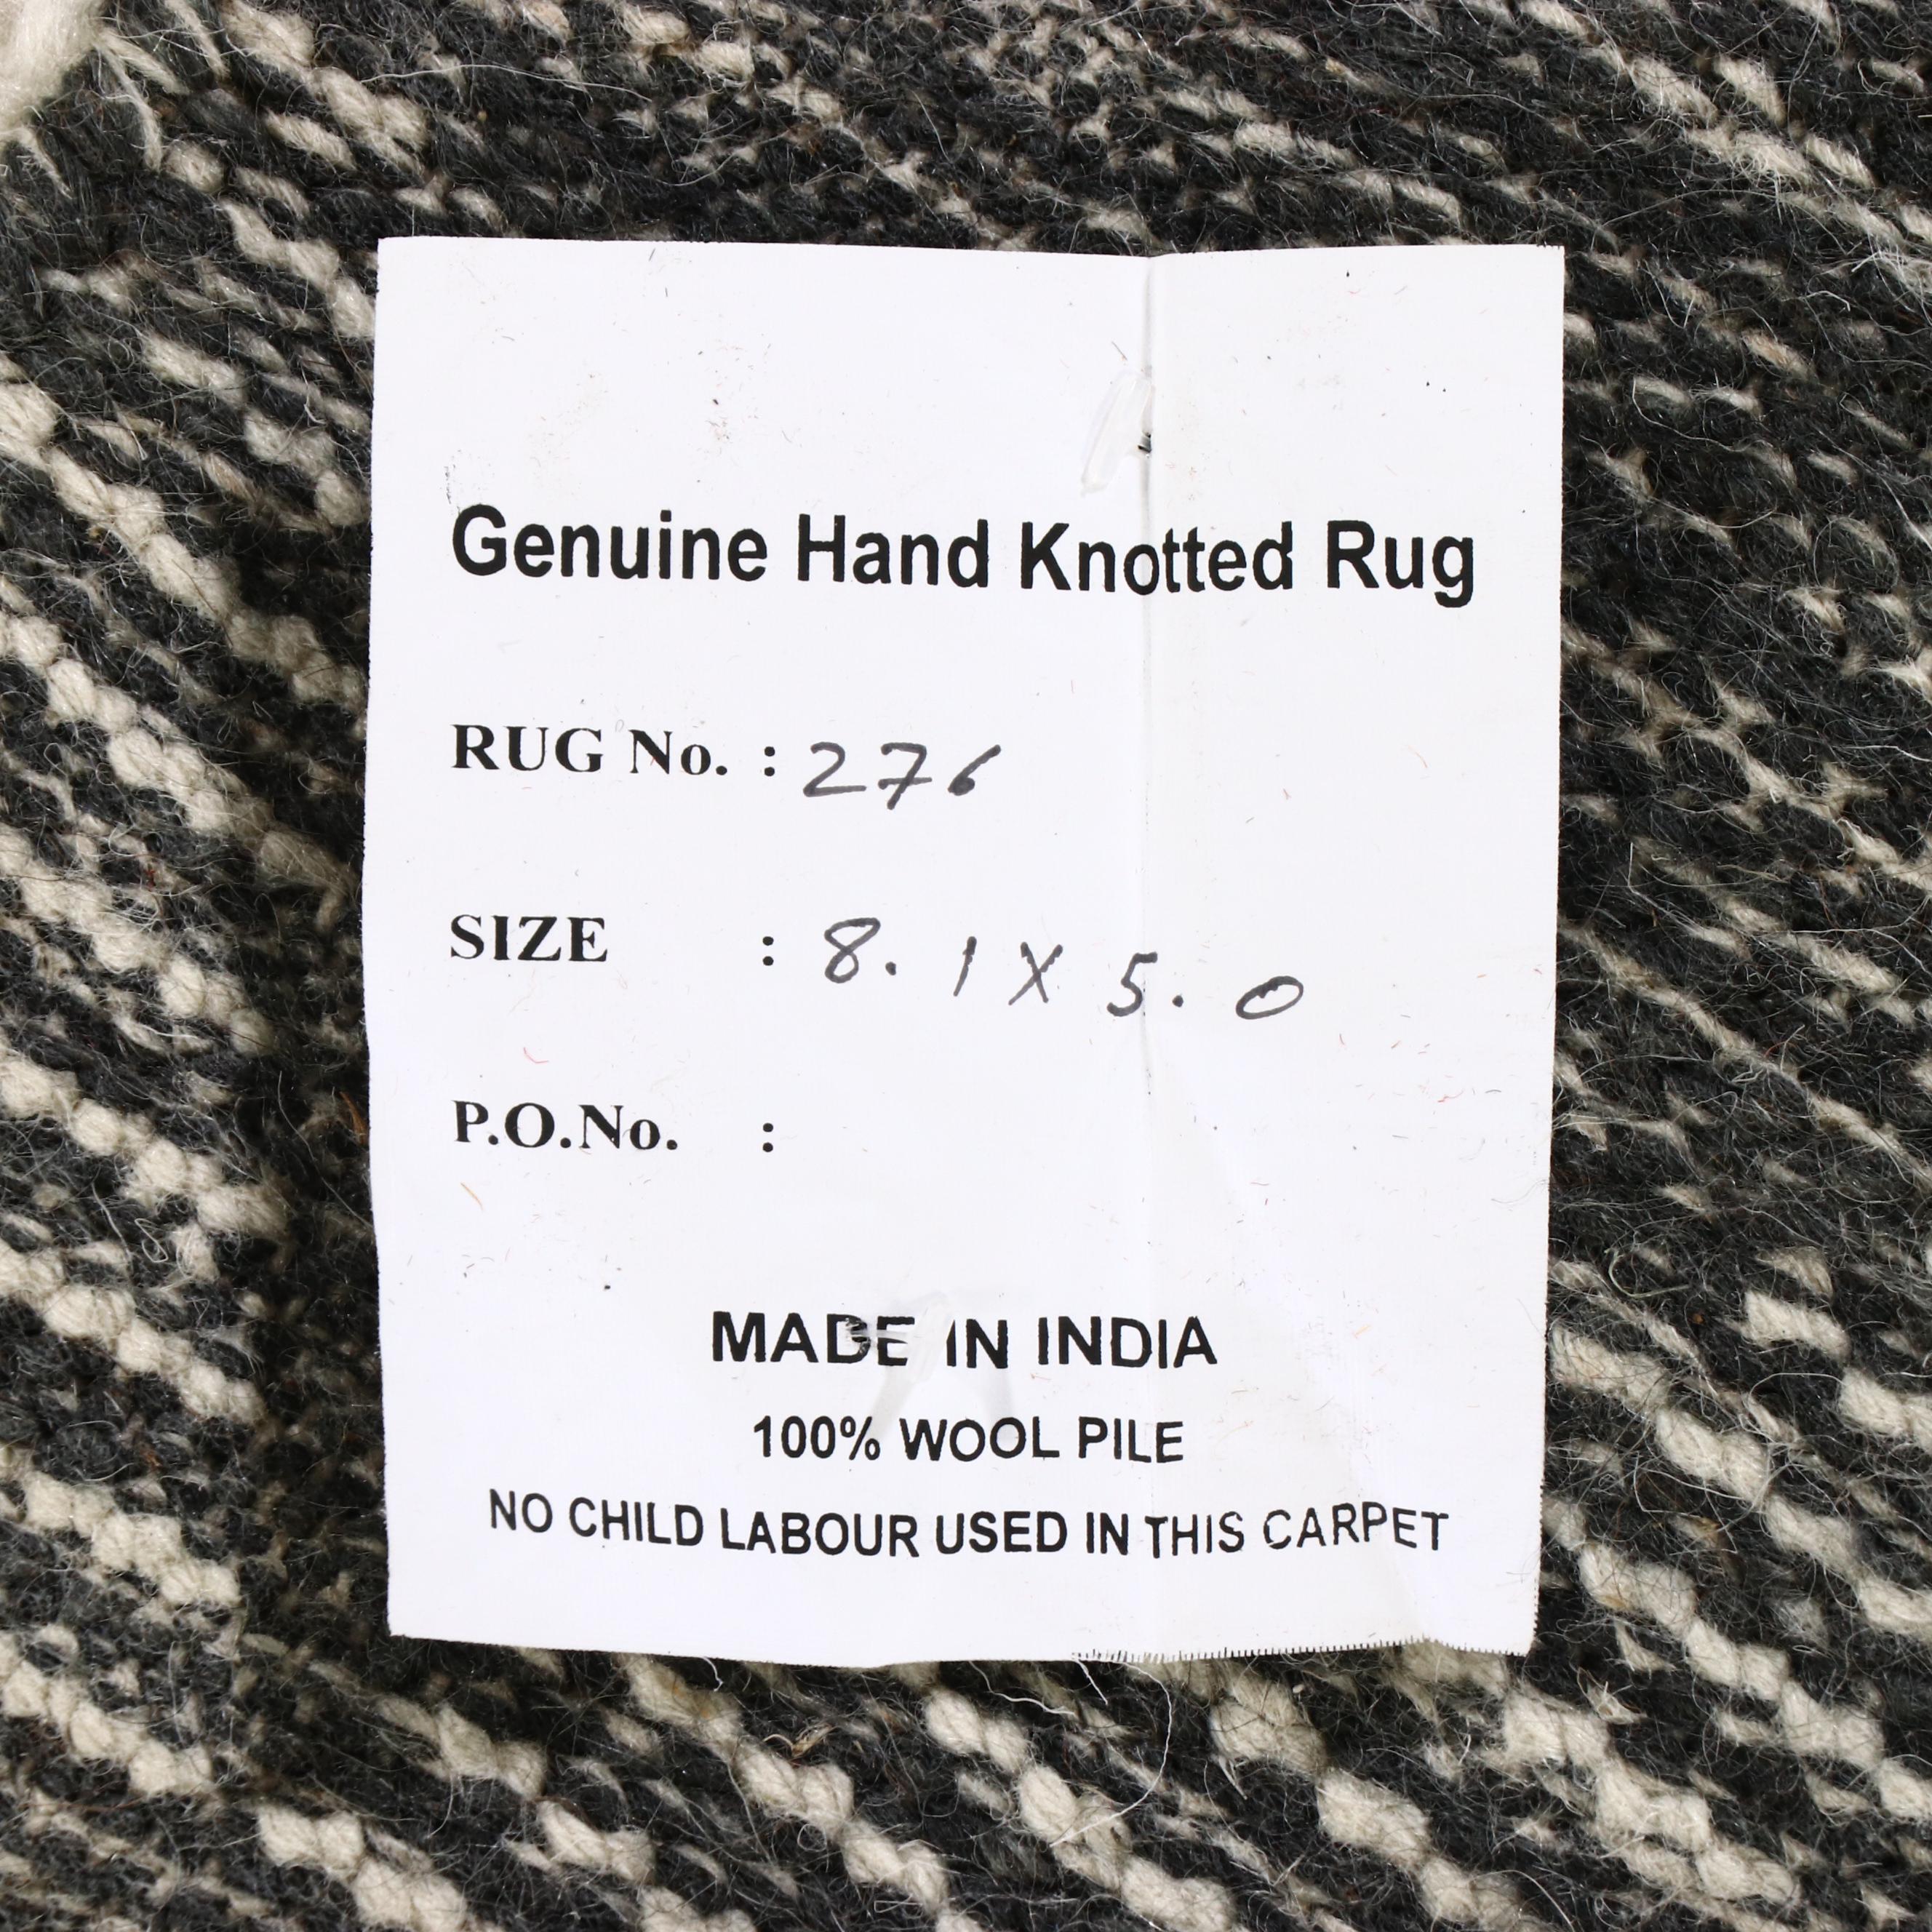 Genuine Hand Knotted Rug
RUG No. : 276
SIZE : 8. 1 X 5. 0
P.O.No. :
MADE IN INDIA
100% WOOL PILE
NO CHILD LABOUR USED IN THIS CARPET